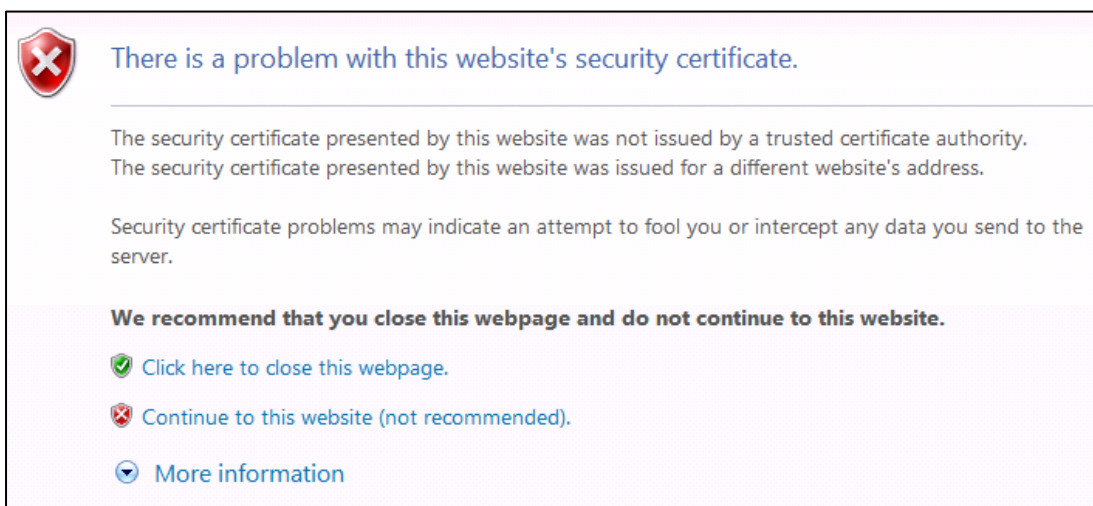 There is a problem with this website's security certificate.
The security certificate presented by this website was not issued by a trusted certificate authority.
The security certificate presented by this website was issued for a different website's address.
Security certificate problems may indicate an attempt to fool you or intercept any data you send to the
server.
We recommend that you close this webpage and do not continue to this website.
Click here to close this webpage.
Continue to this website (not recommended).
More information